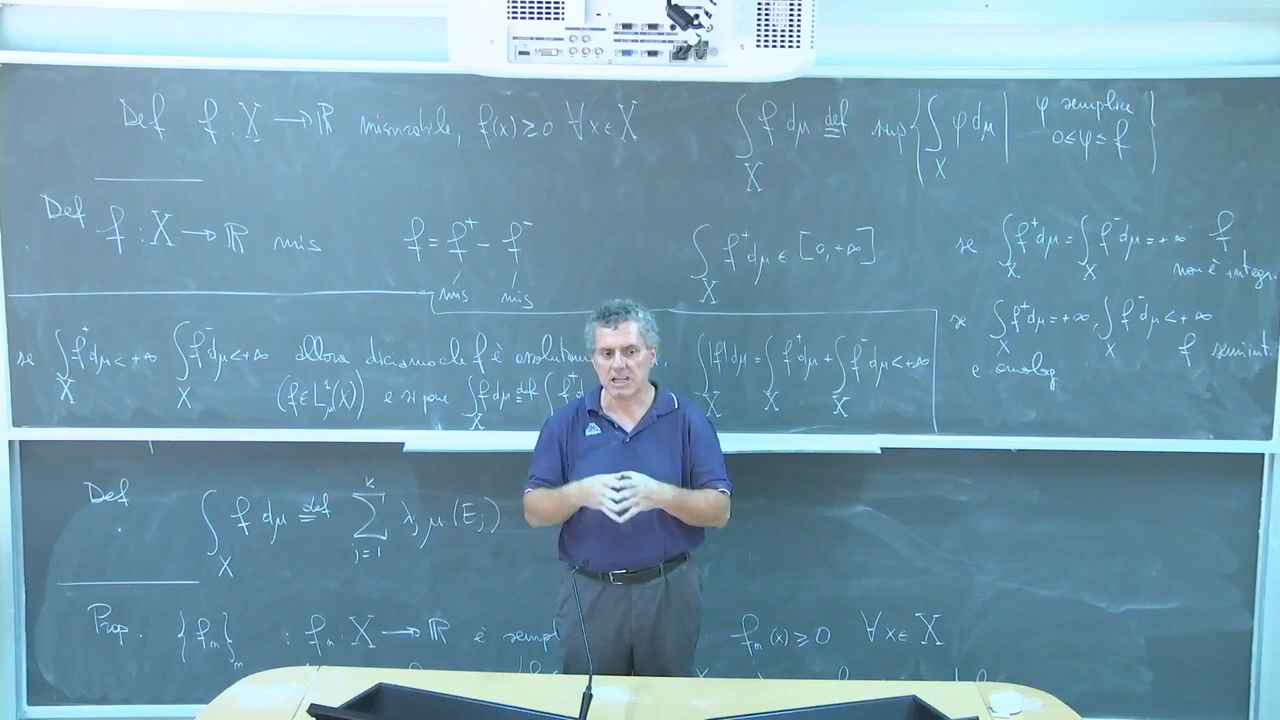 Def f : X → ℝ misurabile, f(x) ≥ 0 ∀x∈X ∫_X f dμ =^def sup { ∫_X φ dμ | φ semplice 0≤φ≤f }
Def f : X → ℝ mis f = f⁺ - f⁻ ∫_X f⁺dμ ∈ [0,+∞] se ∫_X f⁺dμ = ∫_X f⁻dμ = +∞ f
mis mis non è integr.
se ∫_X f⁺dμ = +∞, ∫_X f⁻dμ < +∞
f semint.
e analog.
se ∫_X f⁺dμ < +∞ ∫_X f⁻dμ < +∞ allora diciamo che f è ∫_X |f|dμ = ∫_X f⁺dμ + ∫_X f⁻dμ < +∞
(f∈L¹_μ(X)) e si pone ∫_X f dμ =^def ∫ f⁺d
Def ∫_X f dμ =^def ∑_{j=1}^{k} λ_j μ(E_j)
Prop. {f_n}_n : f_n : X → ℝ è f_n(x) ≥ 0 ∀x∈X